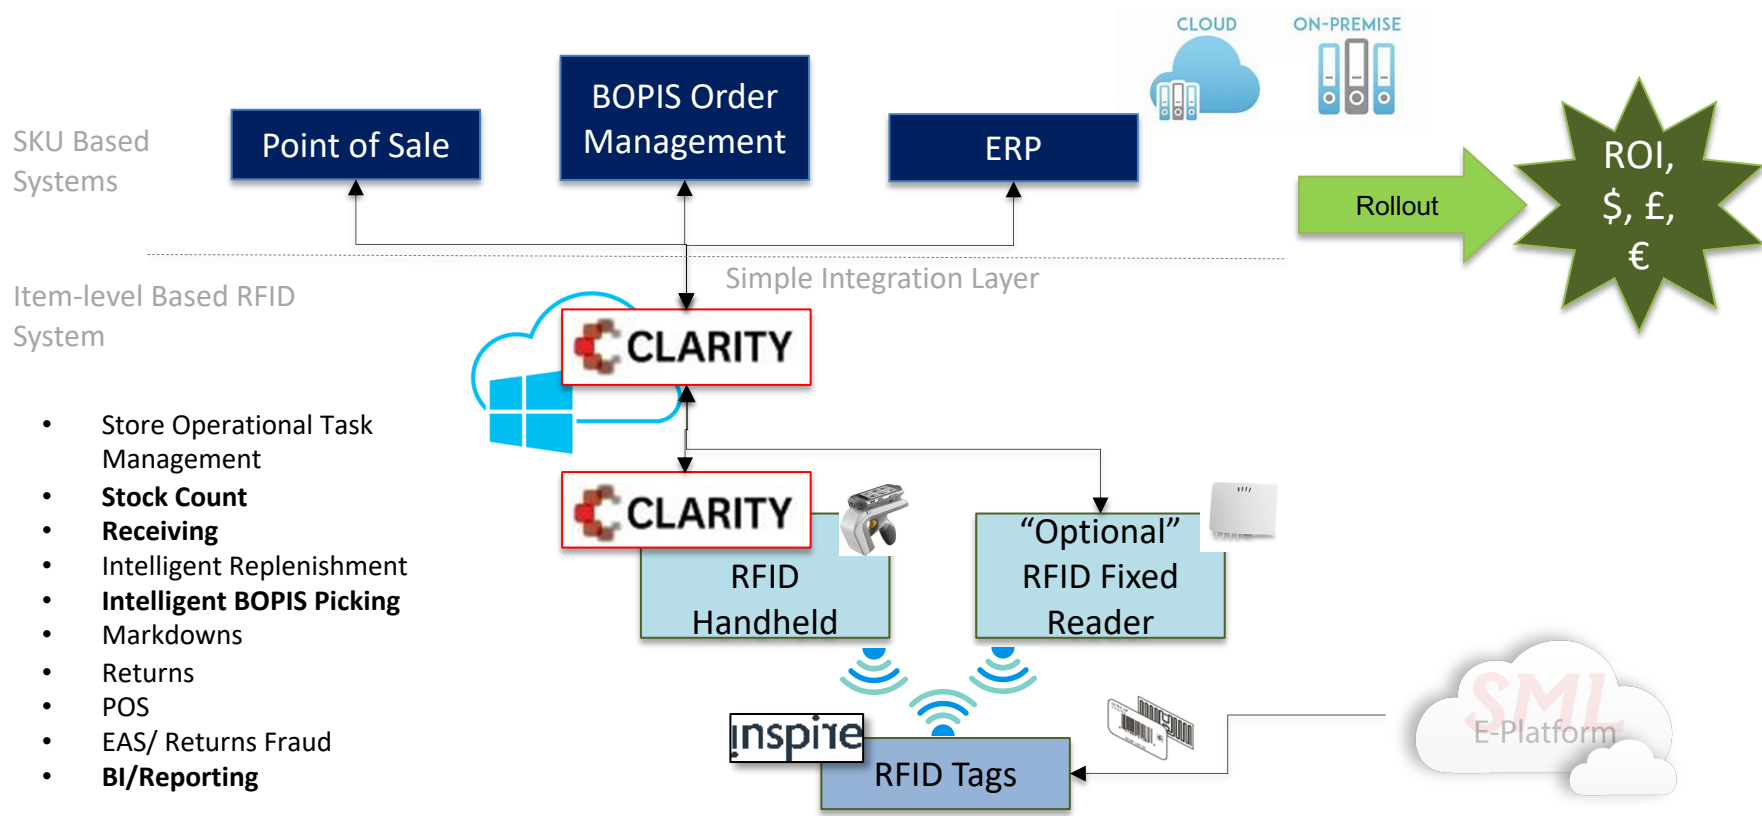 CLOUD
ON-PREMISE
BOPIS Order
Management
Point of Sale
ERP
SKU Based
Systems
Rollout
ROI,
$, £,
€
Simple Integration Layer
Item-level Based RFID
System
CLARITY
• Store Operational Task
Management
• Stock Count
• Receiving
• Intelligent Replenishment
• Intelligent BOPIS Picking
• Markdowns
• Returns
• POS
• EAS/ Returns Fraud
• BI/Reporting
CLARITY
RFID
Handheld
“Optional”
RFID Fixed
Reader
inspire
RFID Tags
SML
E-Platform